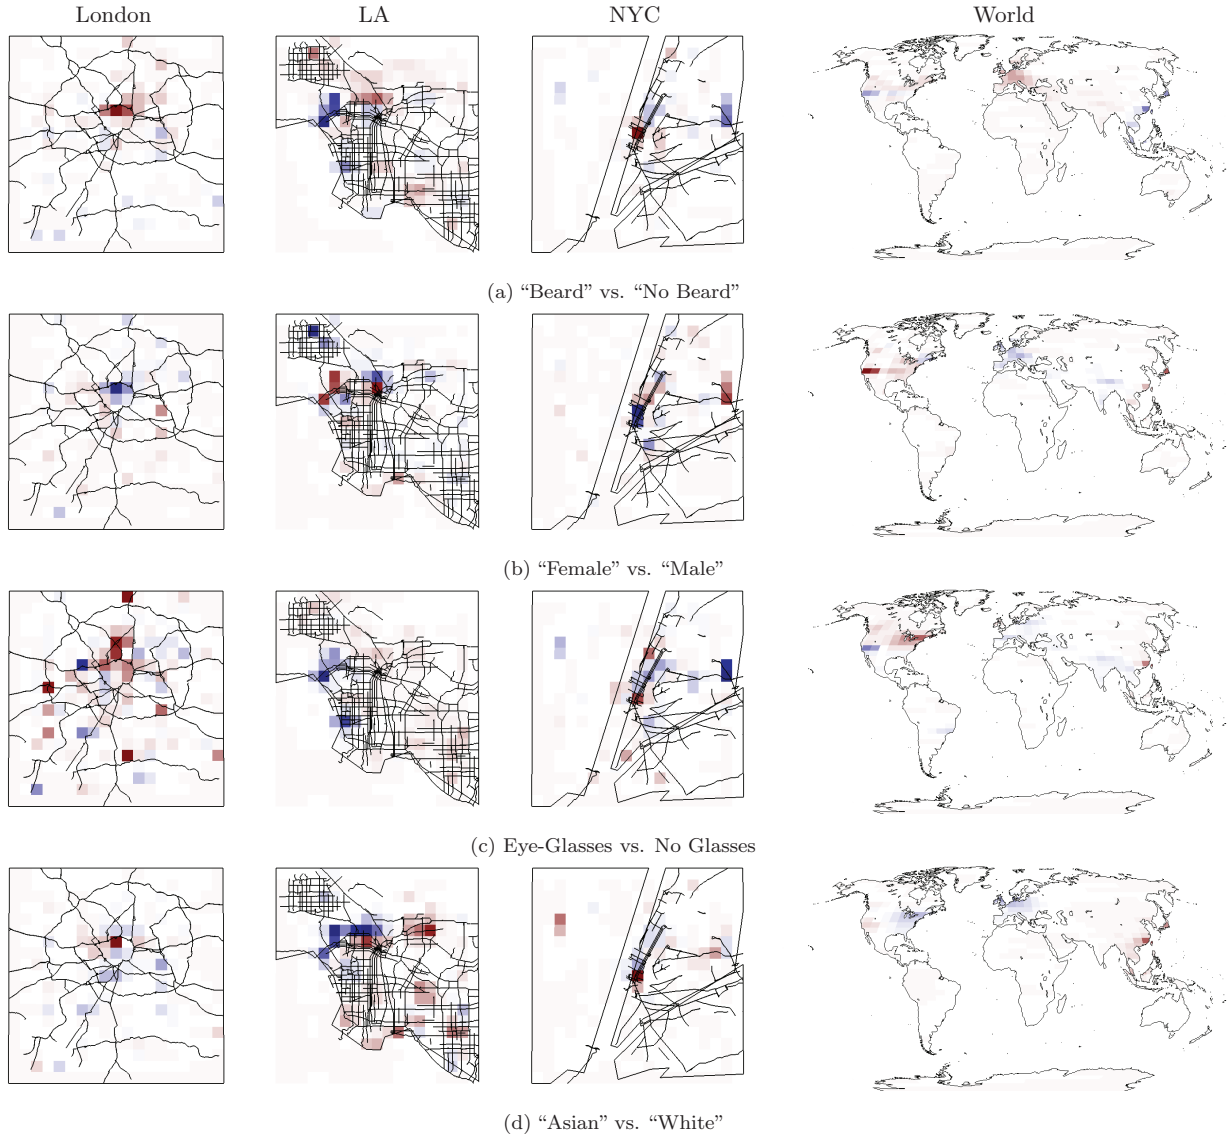 London LA NYC World
(a) “Beard” vs. “No Beard”
(b) “Female” vs. “Male”
(c) Eye-Glasses vs. No Glasses
(d) “Asian” vs. “White”